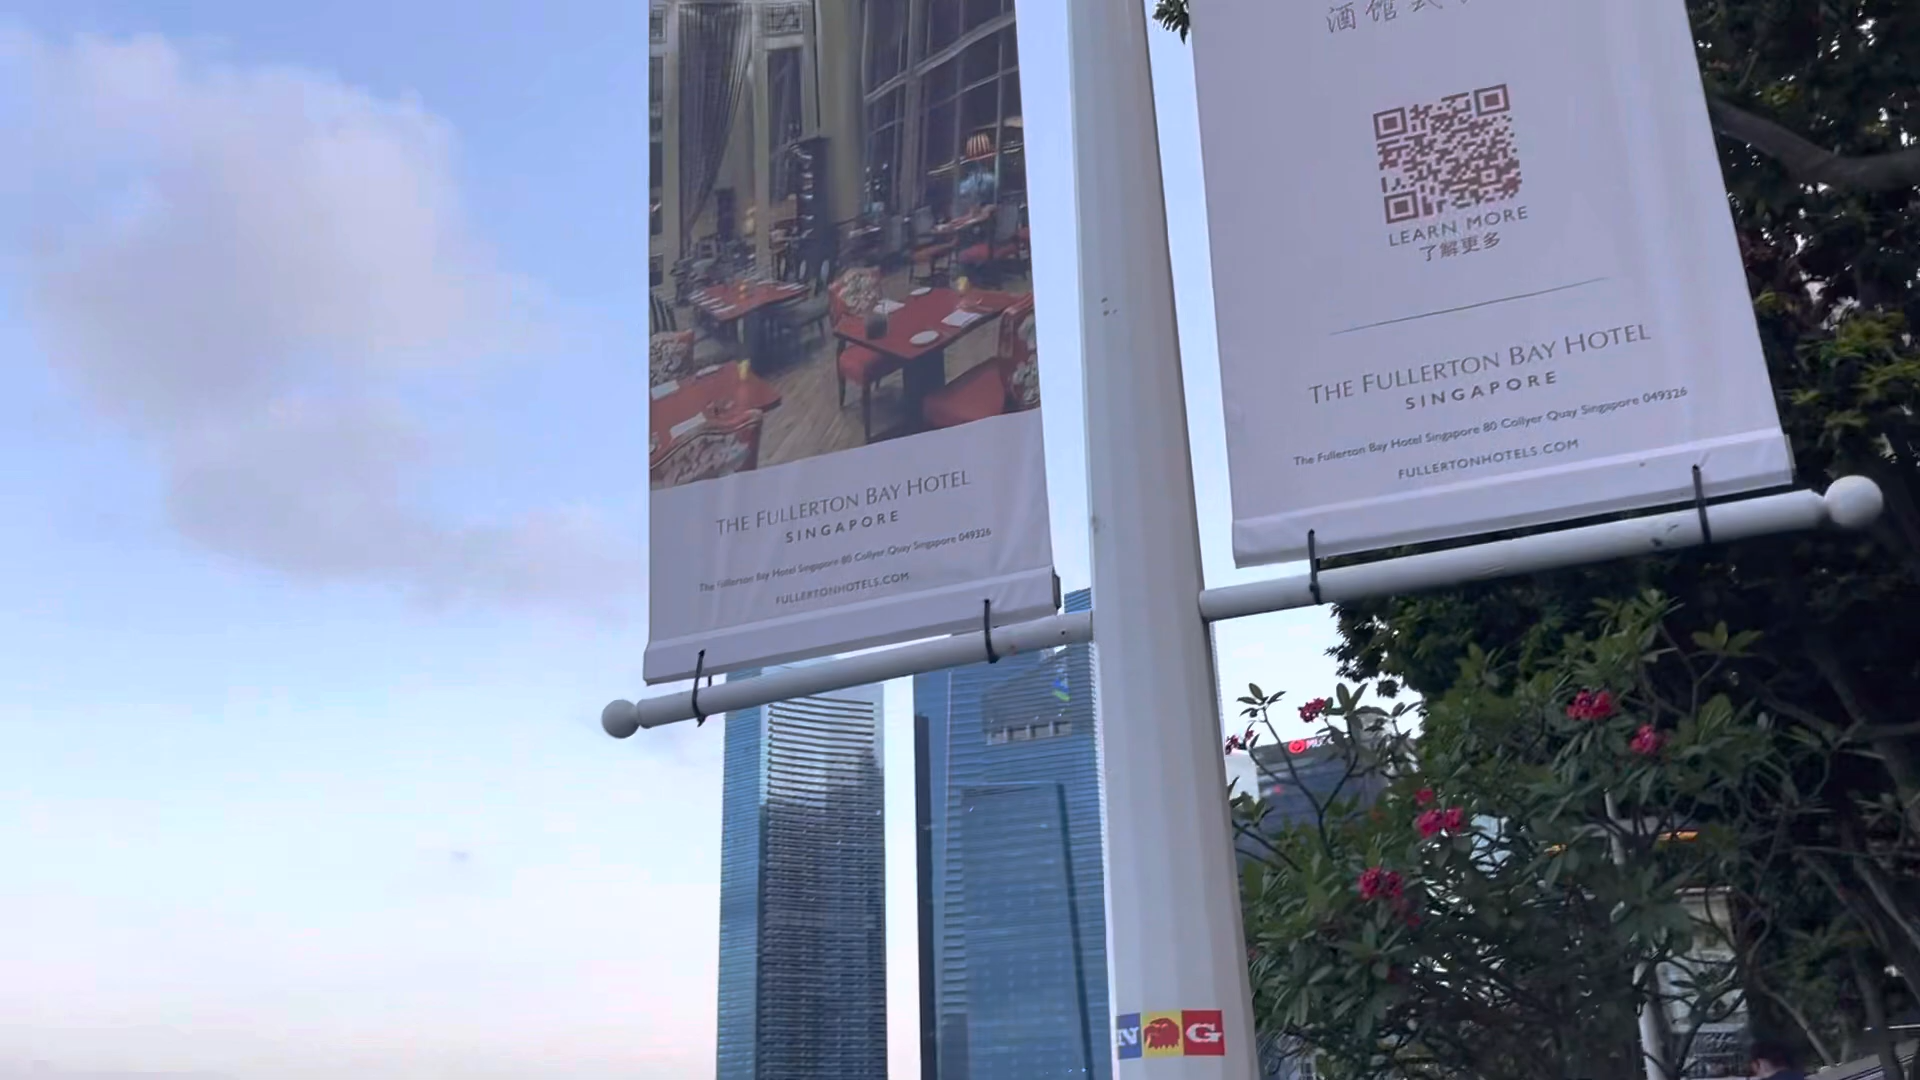 THE FULLERTON BAY HOTEL
SINGAPORE
The Fullerton Bay Hotel Singapore 80 Collyer Quay Singapore 049326
FULLERTONHOTELS.COM
酒馆
LEARN MORE
了解更多
THE FULLERTON BAY HOTEL
SINGAPORE
The Fullerton Bay Hotel Singapore 80 Collyer Quay Singapore 049326
FULLERTONHOTELS.COM
N G